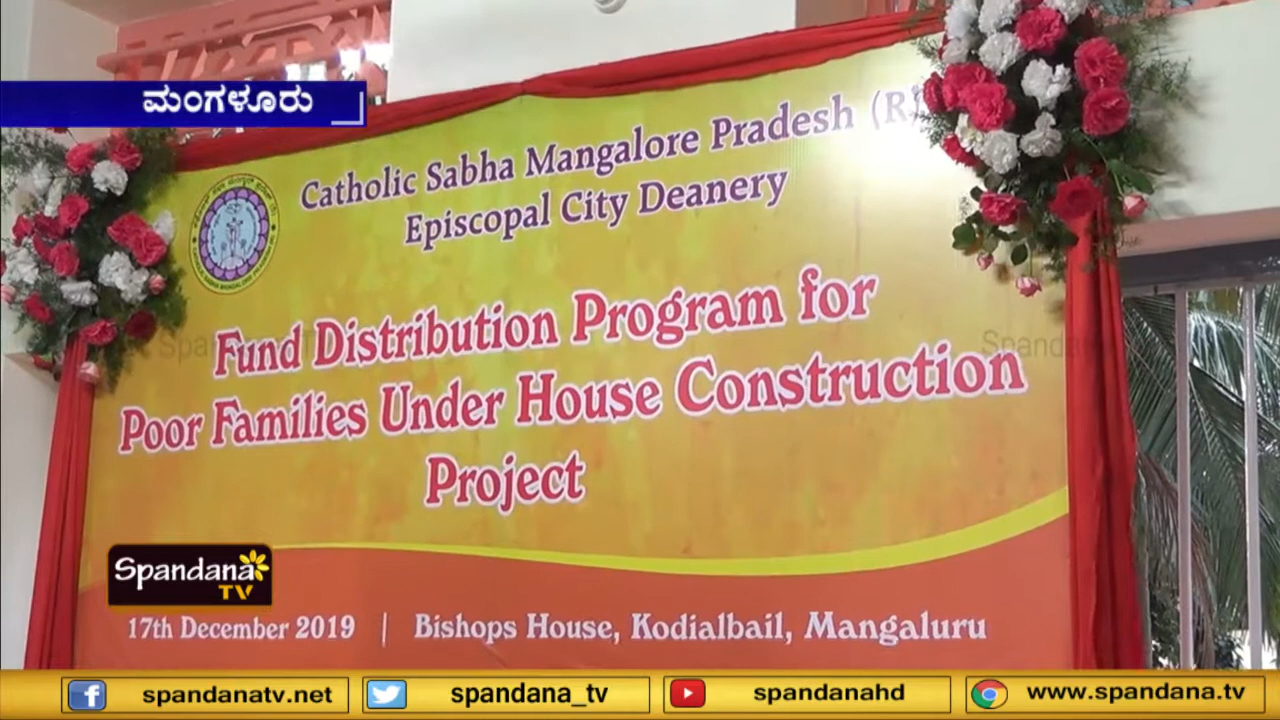 ಮಂಗಳೂರು
Catholic Sabha Mangalore Pradesh (R)
Episcopal City Deanery
Fund Distribution Program for
Poor Families Under House Construction
Project
Spandana
TV
17th December 2019 | Bishops House, Kodialbail, Mangaluru
spandanatv.net
spandana_tv
spandanahd
www.spandana.tv